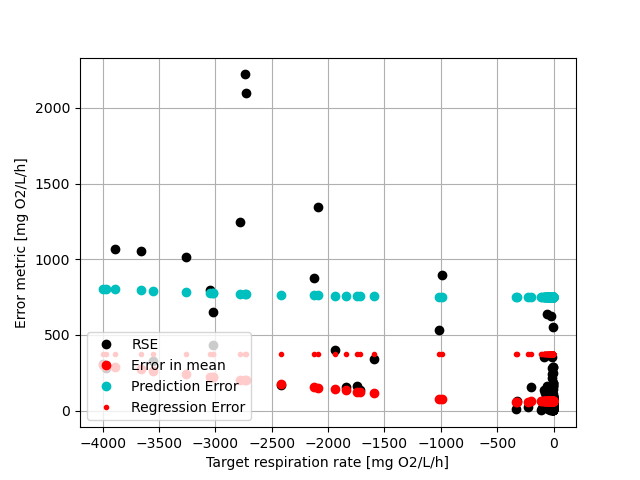 2000
1500
1000
500
0
Error metric [mg O2/L/h]
RSE
Error in mean
Prediction Error
Regression Error
−4000 −3500 −3000 −2500 −2000 −1500 −1000 −500 0
Target respiration rate [mg O2/L/h]